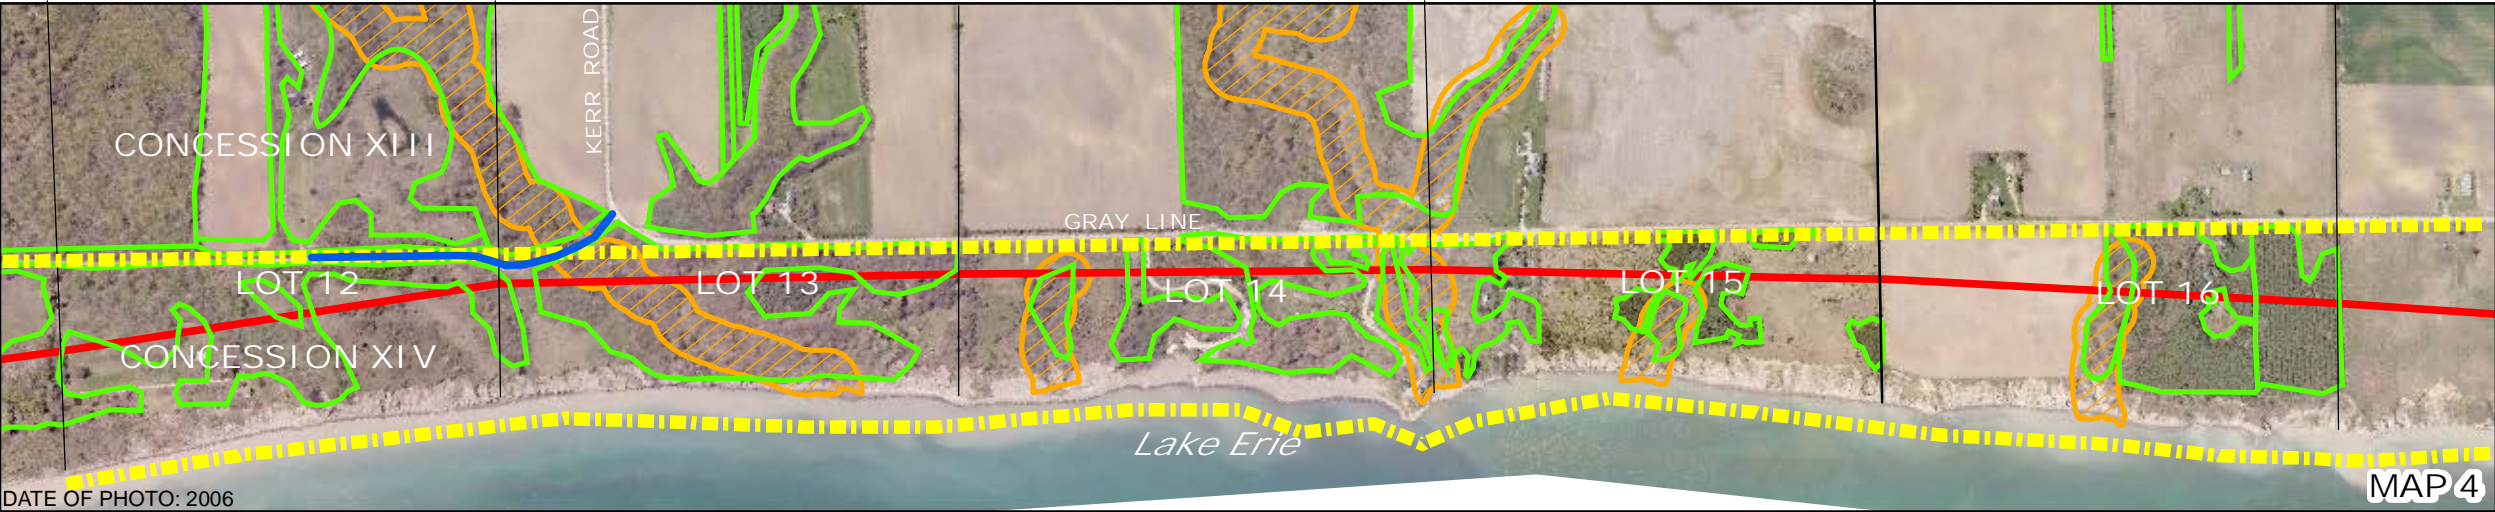 KERR ROAD
CONCESSION XIII
GRAY LINE
LOT 12
LOT 13
LOT 14
LOT 15
LOT 16
CONCESSION XIV
Lake Erie
DATE OF PHOTO: 2006
MAP 4